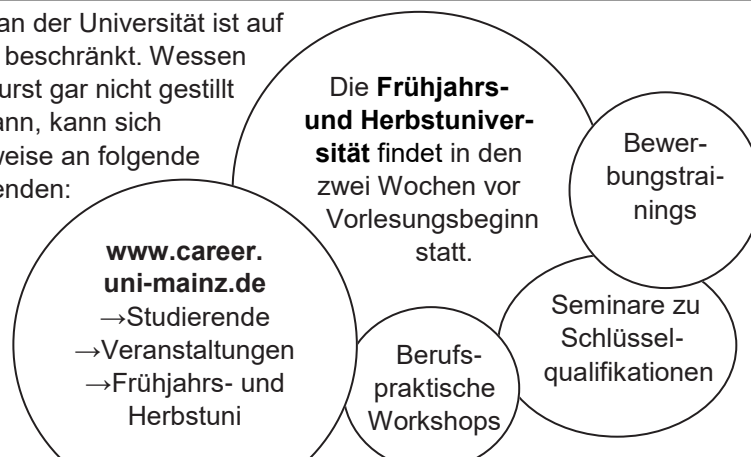 an der Universität ist auf
beschränkt. Wessen
urst gar nicht gestillt
ann, kann sich
weise an folgende
enden:
Die Frühjahrs-
und Herbstuniver-
sität findet in den
zwei Wochen vor
Vorlesungsbeginn
statt.
Bewer-
bungstrai-
nings
www.career.
uni-mainz.de
→Studierende
→Veranstaltungen
→Frühjahrs- und
Herbstuni
Berufs-
praktische
Workshops
Seminare zu
Schlüssel-
qualifikationen